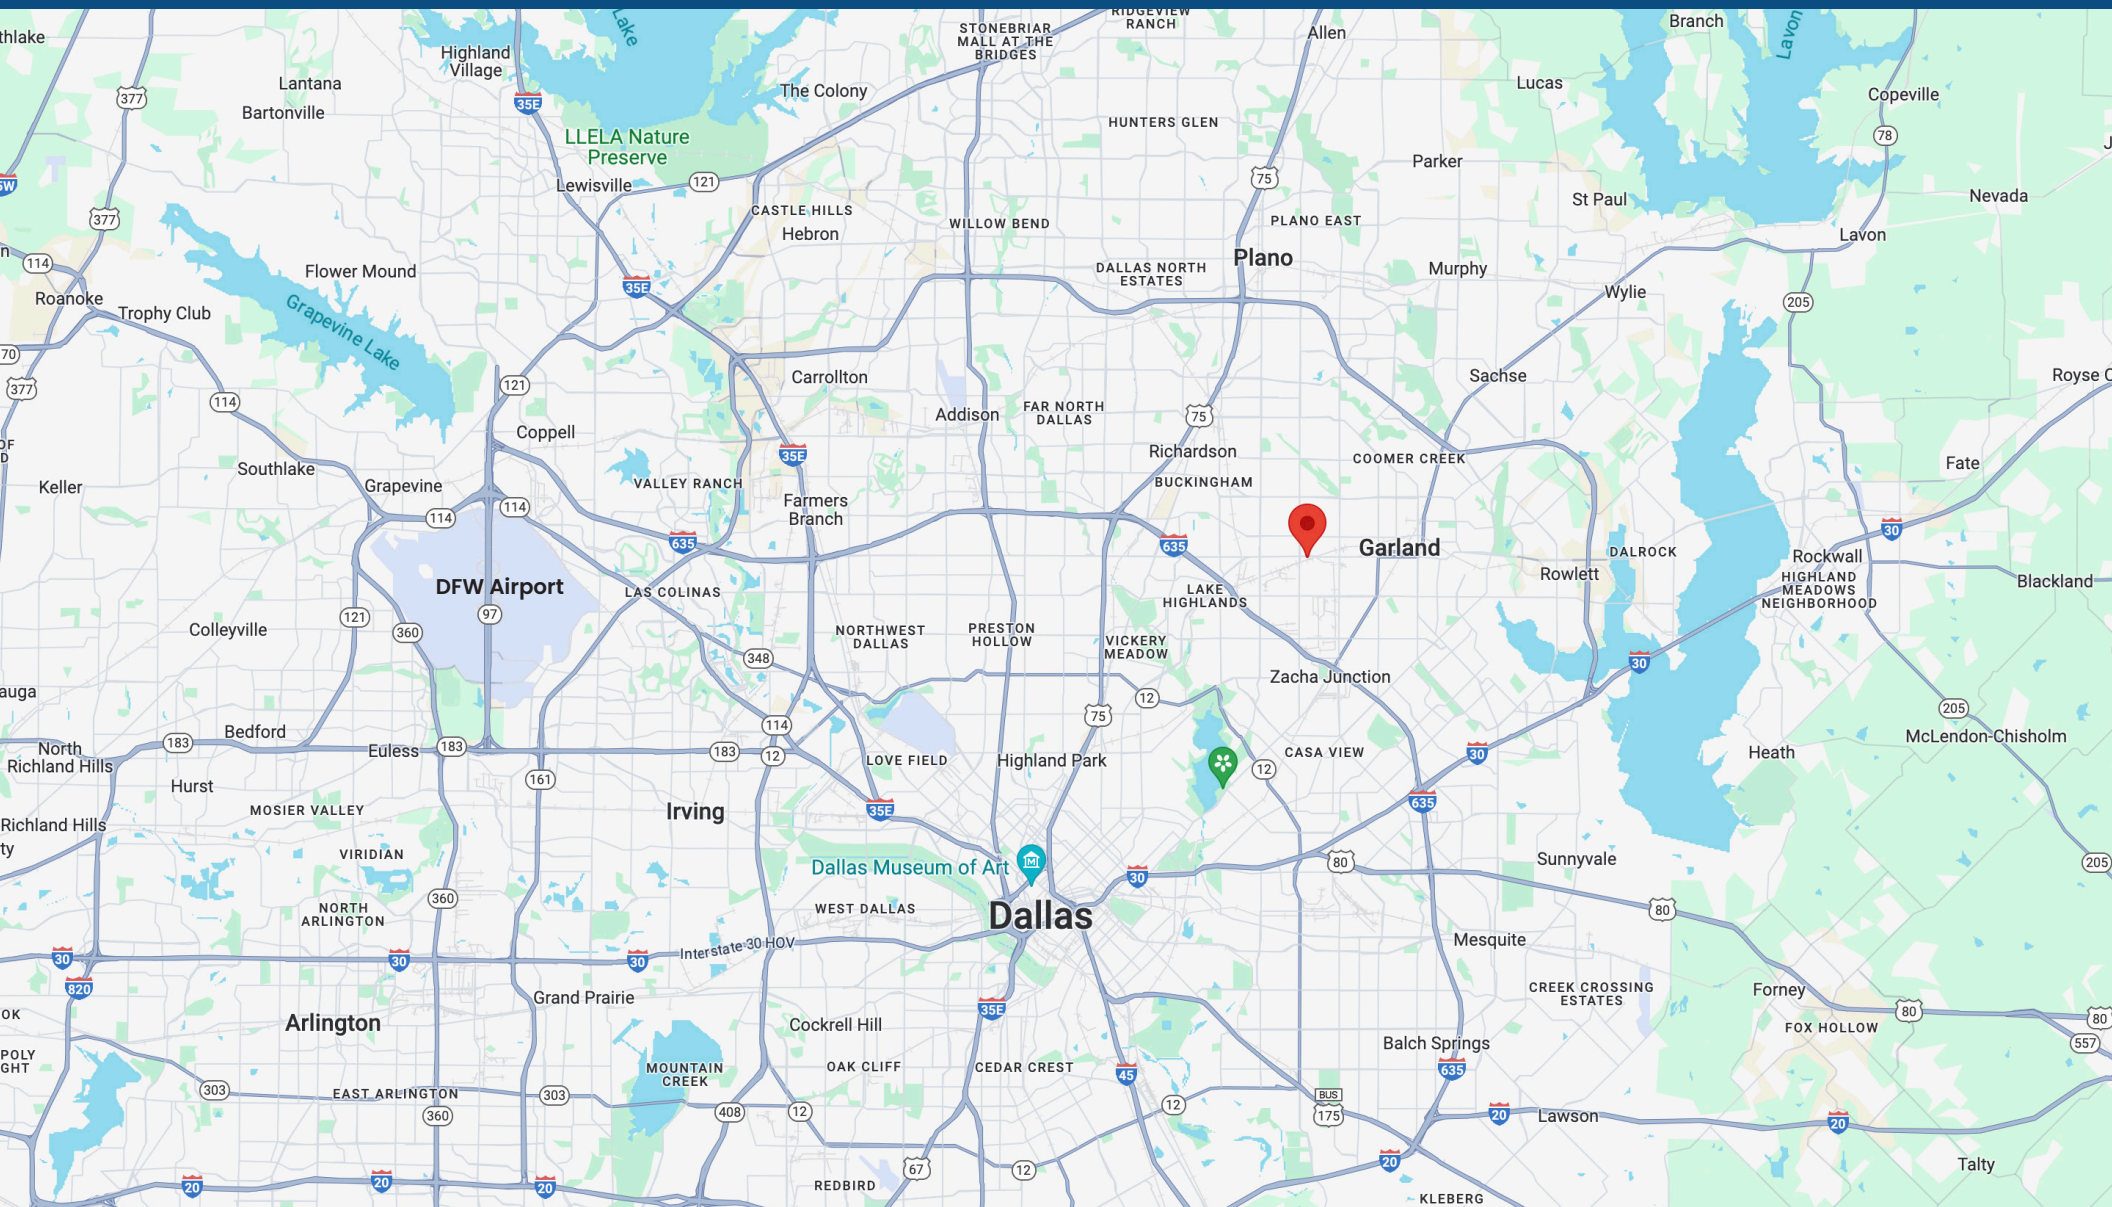 Lake
STONEBRIAR
MALL AT THE
BRIDGES
RIDGEVIEW
RANCH
Allen
Branch
Lavon
Highland
Village
Lantana
Bartonville
377
35E
The Colony
Lucas
Copeville
78
HUNTERS GLEN
LLELA Nature
Preserve
Lewisville
121
75
Parker
St Paul
Nevada
377
CASTLE HILLS
Hebron
WILLOW BEND
PLANO EAST
Lavon
114
Flower Mound
35E
Plano
DALLAS NORTH
ESTATES
Murphy
Wylie
205
Roanoke
Trophy Club
Grapevine Lake
70
377
114
121
Carrollton
Sachse
Addison
FAR NORTH
DALLAS
75
Coppell
35E
Richardson
COOMER CREEK
Southlake
Keller
Grapevine
VALLEY RANCH
BUCKINGHAM
Fate
Farmers
Branch
114
114
635
635
Garland
DALROCK
30
Rockwall
DFW Airport
97
LAS COLINAS
LAKE
HIGHLANDS
Rowlett
HIGHLAND
MEADOWS
NEIGHBORHOOD
Blackland
121
360
Colleyville
NORTHWEST
DALLAS
PRESTON
HOLLOW
VICKERY
MEADOW
348
Zacha Junction
30
12
205
75
114
McLendon-Chisholm
Bedford
183
North
Richland Hills
Euless
183
183
12
LOVE FIELD
Highland Park
CASA VIEW
30
Heath
12
161
Hurst
MOSIER VALLEY
Irving
35E
635
Richland Hills
VIRIDIAN
Dallas Museum of Art
30
80
Sunnyvale
205
360
NORTH
ARLINGTON
WEST DALLAS
Dallas
80
Mesquite
Interstate 30 HOV
30
30
30
820
Grand Prairie
35E
CREEK CROSSING
ESTATES
Forney
80
80
Arlington
Cockrell Hill
FOX HOLLOW
Balch Springs
557
MOUNTAIN
CREEK
OAK CLIFF
CEDAR CREST
45
635
303
EAST ARLINGTON
303
360
408
12
12
BUS
175
20
Lawson
20
67
12
20
Talty
20
20
20
REDBIRD
KLEBERG